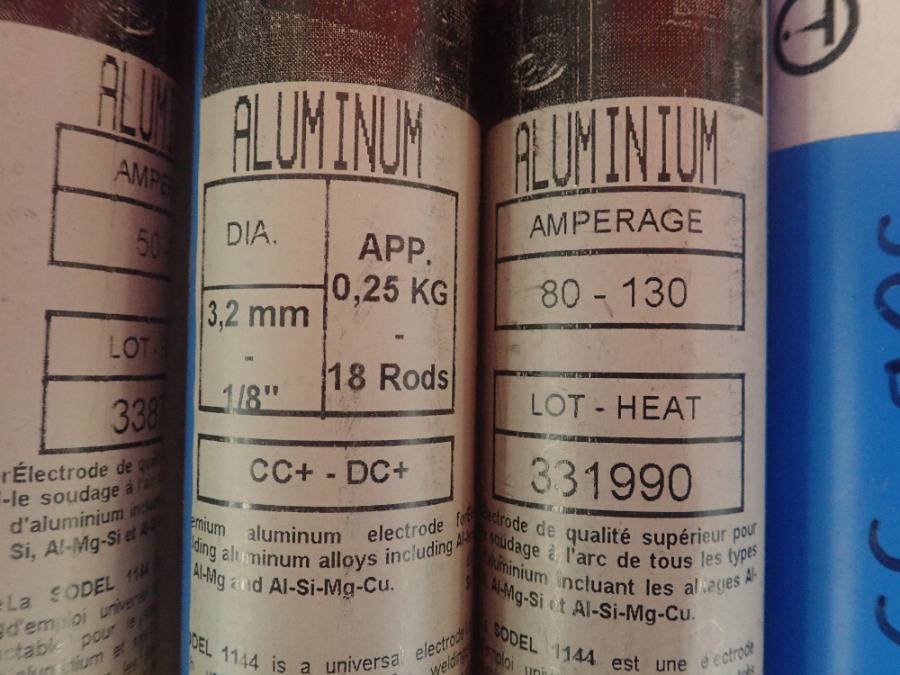 ALUM
AMPE
50
LOT -
338
Électrode de
le soudage à l'arc
d'aluminium
Si, Al-Mg-Si et
La SODEL 1144
d'emploi
pour
et
ALUMINUM
DIA.
APP.
0,25 KG
-
18 Rods
3,2 mm
-
1/8"
CC+ - DC+
aluminum electrode
aluminum alloys including
Al-Mg and Al-Si-Mg-Cu.
1144 is a universal electrode
ALUMINIUM
AMPERAGE
80 - 130
LOT - HEAT
331990
de qualité supérieur pour
soudage à l'arc de tous les types
incluant les alliages Al-
Al-Mg-Si et Al-Si-Mg-Cu.
SODEL 1144 est une électrode